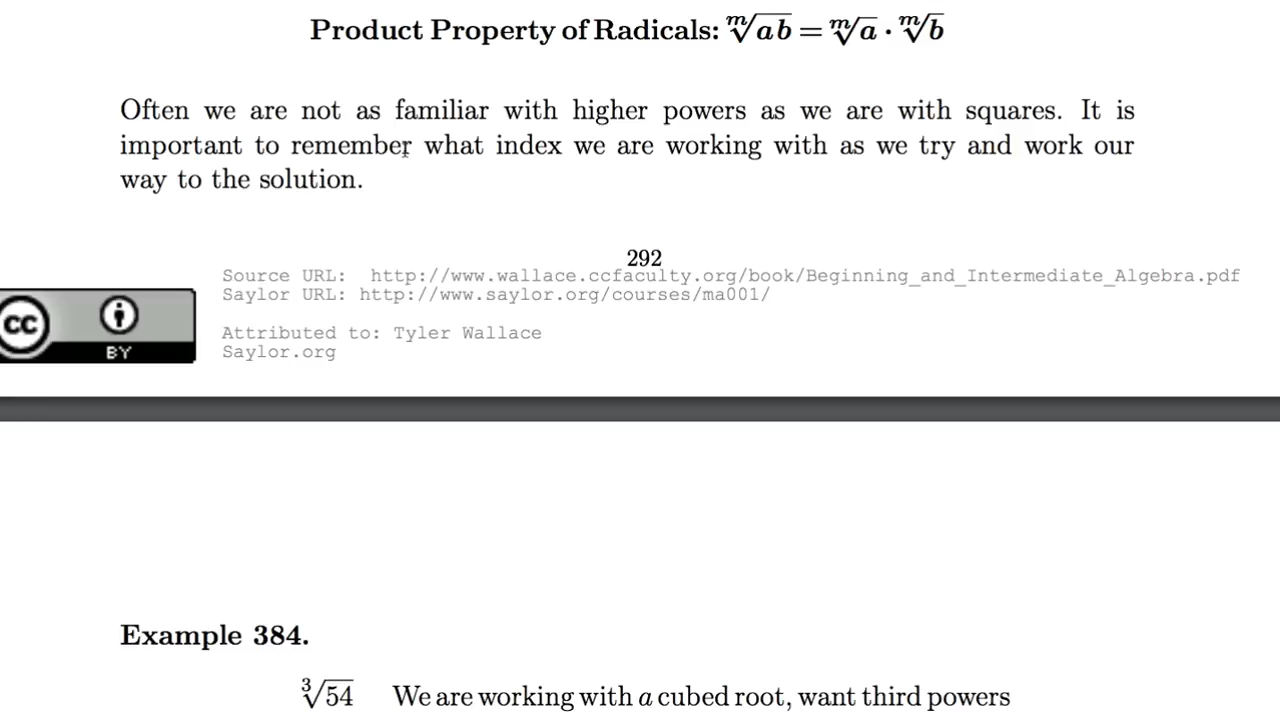 Product Property of Radicals: ᵐ√ab = ᵐ√a · ᵐ√b
Often we are not as familiar with higher powers as we are with squares. It is
important to remember what index we are working with as we try and work our
way to the solution.
292
Source URL: http://www.wallace.ccfaculty.org/book/Beginning_and_Intermediate_Algebra.pdf
Saylor URL: http://www.saylor.org/courses/ma001/
cc
BY
Attributed to: Tyler Wallace
Saylor.org
Example 384.
³√54 We are working with a cubed root, want third powers